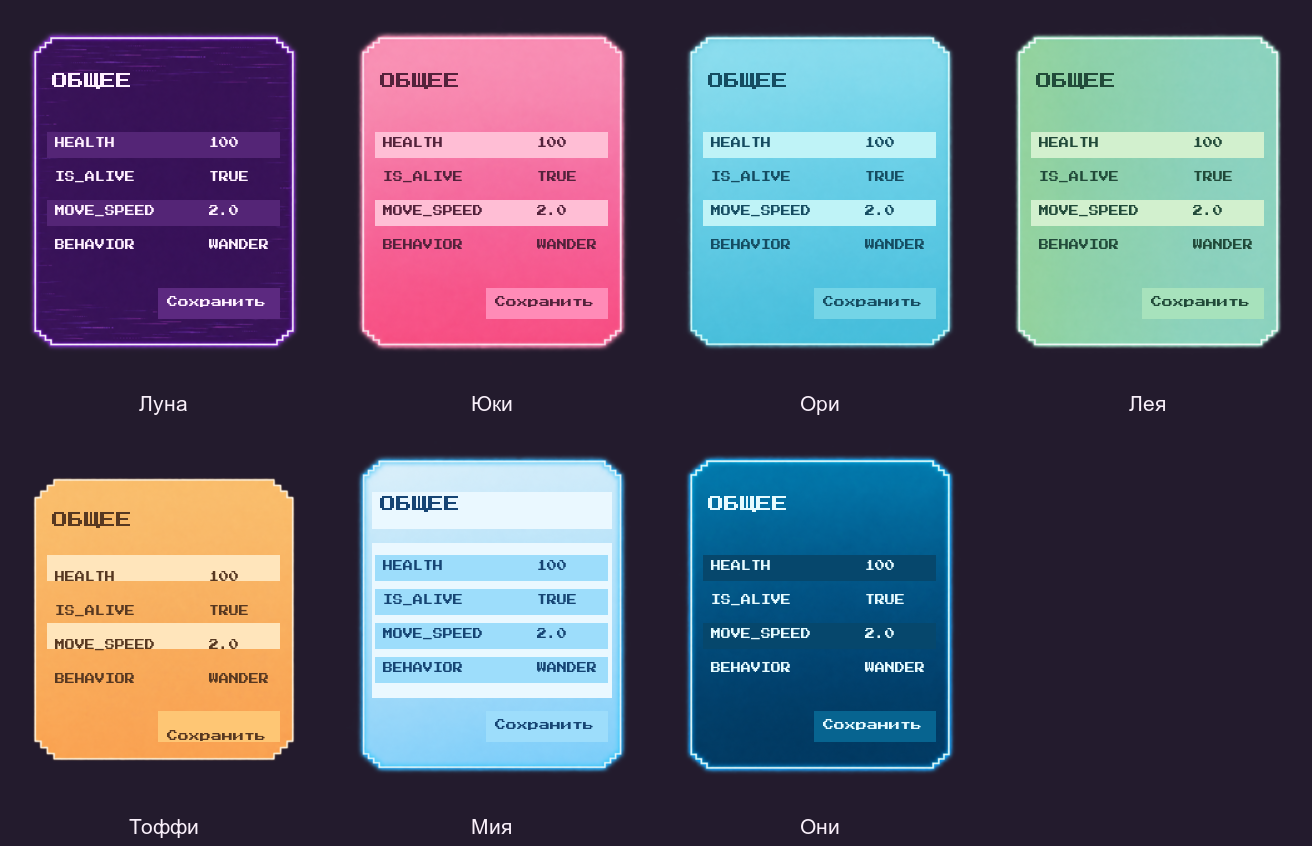 ОБЩЕЕ
HEALTH 100
IS_ALIVE TRUE
MOVE_SPEED 2.0
BEHAVIOR WANDER
Сохранить
Луна
ОБЩЕЕ
HEALTH 100
IS_ALIVE TRUE
MOVE_SPEED 2.0
BEHAVIOR WANDER
Сохранить
Юки
ОБЩЕЕ
HEALTH 100
IS_ALIVE TRUE
MOVE_SPEED 2.0
BEHAVIOR WANDER
Сохранить
Ори
ОБЩЕЕ
HEALTH 100
IS_ALIVE TRUE
MOVE_SPEED 2.0
BEHAVIOR WANDER
Сохранить
Лея
ОБЩЕЕ
HEALTH 100
IS_ALIVE TRUE
MOVE_SPEED 2.0
BEHAVIOR WANDER
Сохранить
Тоффи
ОБЩЕЕ
HEALTH 100
IS_ALIVE TRUE
MOVE_SPEED 2.0
BEHAVIOR WANDER
Сохранить
Мия
ОБЩЕЕ
HEALTH 100
IS_ALIVE TRUE
MOVE_SPEED 2.0
BEHAVIOR WANDER
Сохранить
Они